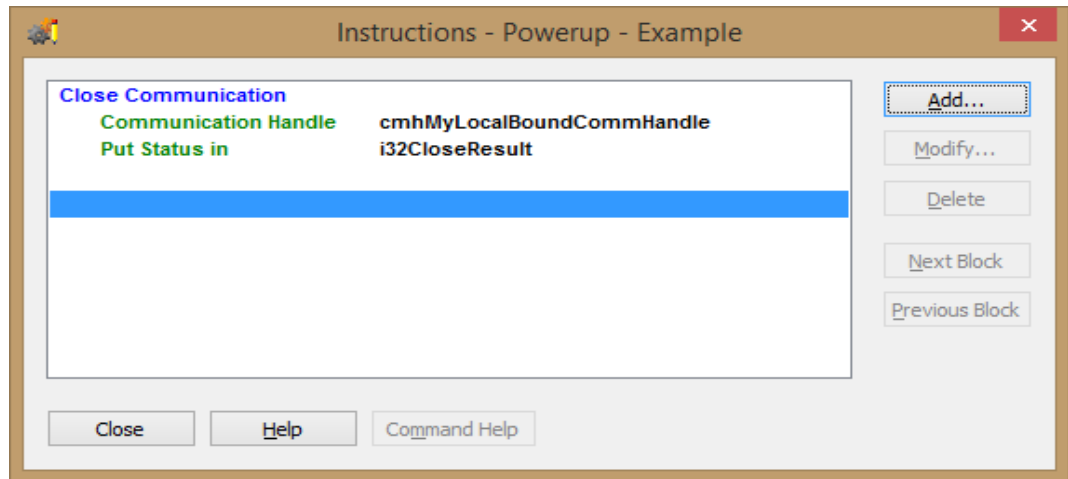 Instructions - Powerup - Example
Close Communication
Communication Handle cmhMyLocalBoundCommHandle
Put Status in i32CloseResult
Add...
Modify...
Delete
Next Block
Previous Block
Close Help Command Help